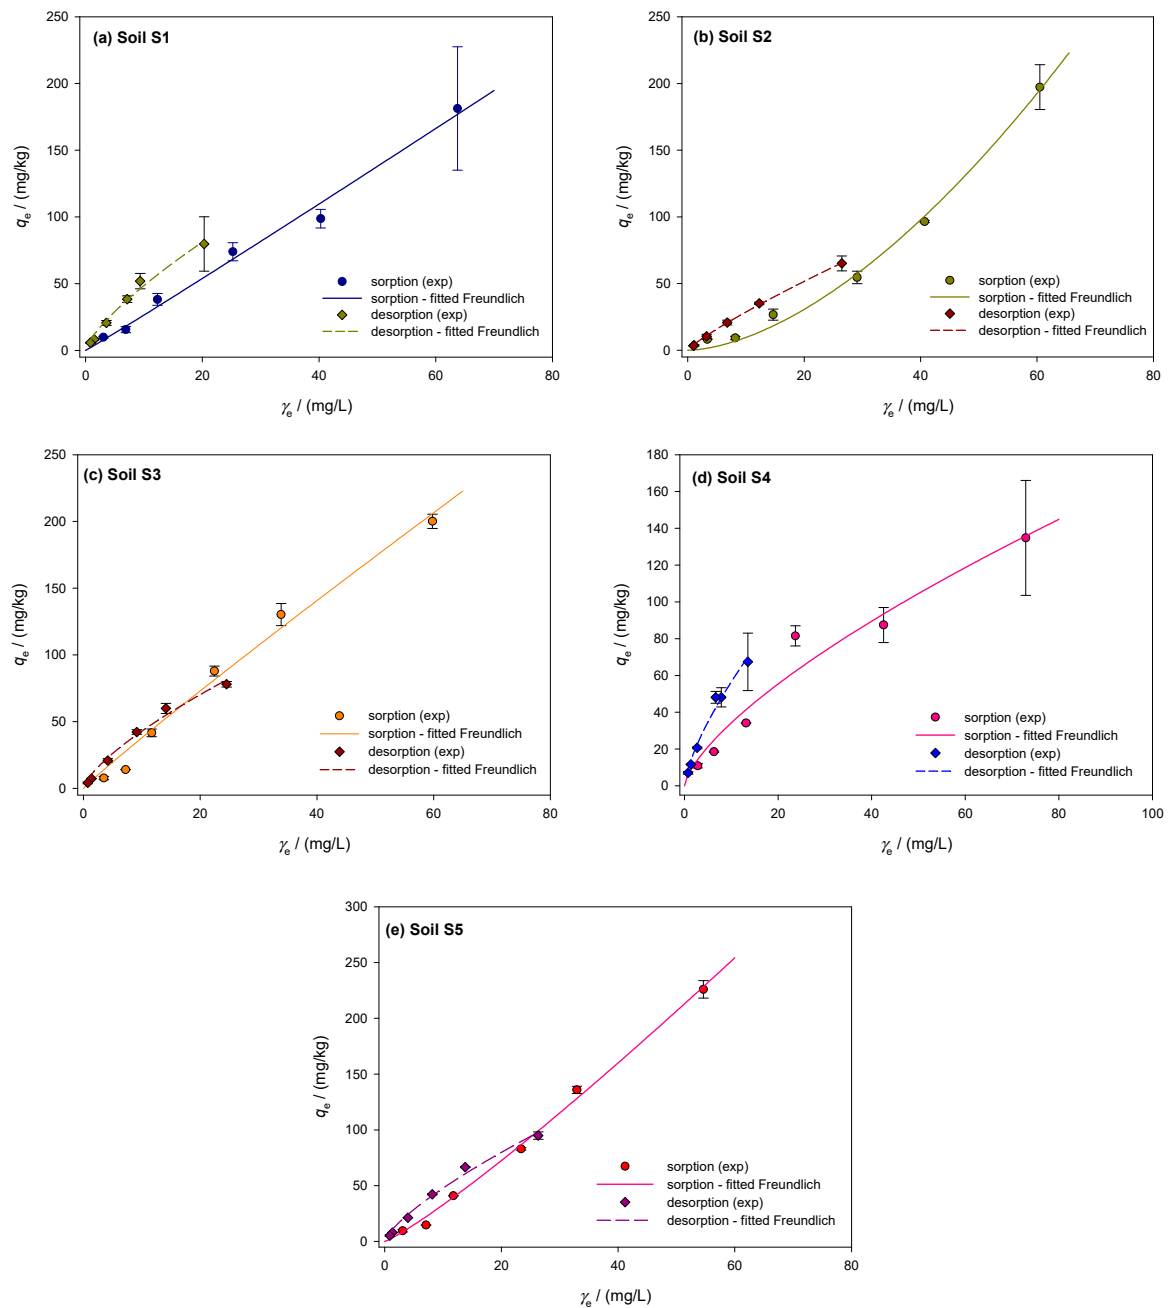 (a) Soil S1
250
200
150
100
50
0
qe / (mg/kg)
sorption (exp)
sorption - fitted Freundlich
desorption (exp)
desorption - fitted Freundlich
0 20 40 60 80
γe / (mg/L)
(b) Soil S2
250
200
150
100
50
0
qe / (mg/kg)
sorption (exp)
sorption - fitted Freundlich
desorption (exp)
desorption - fitted Freundlich
0 20 40 60 80
γe / (mg/L)
(c) Soil S3
250
200
150
100
50
0
qe / (mg/kg)
sorption (exp)
sorption - fitted Freundlich
desorption (exp)
desorption - fitted Freundlich
0 20 40 60 80
γe / (mg/L)
(d) Soil S4
180
160
140
120
100
80
60
40
20
0
qe / (mg/kg)
sorption (exp)
sorption - fitted Freundlich
desorption (exp)
desorption - fitted Freundlich
0 20 40 60 80 100
γe / (mg/L)
(e) Soil S5
300
250
200
150
100
50
0
qe / (mg/kg)
sorption (exp)
sorption - fitted Freundlich
desorption (exp)
desorption - fitted Freundlich
0 20 40 60 80
γe / (mg/L)